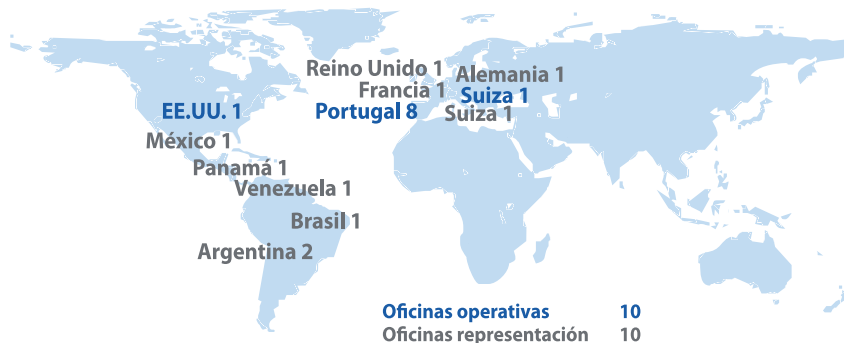 Reino Unido 1
Alemania 1
Francia 1
Suiza 1
EE.UU. 1
Portugal 8
Suiza 1
México 1
Panamá 1
Venezuela 1
Brasil 1
Argentina 2
Oficinas operativas 10
Oficinas representación 10